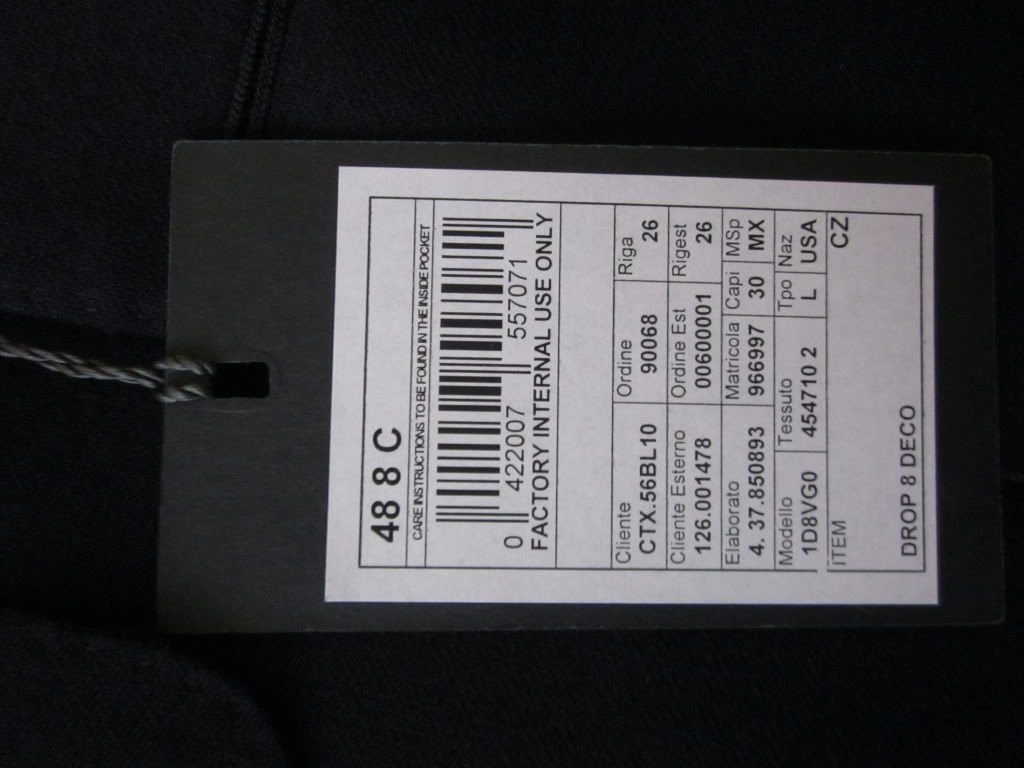 48 8 C
CARE INSTRUCTIONS TO BE FOUND IN THE INSIDE POCKET
0 422007 557071
FACTORY INTERNAL USE ONLY
Cliente Ordine Riga
CTX.56BL10 90068 26
Cliente Esterno Ordine Est Rigest
126.001478 00600001 26
Elaborato Matricola Capi MSp
4. 37.850893 966997 30 MX
Modello Tessuto Tpo Naz
1D8VG0 454710 2 L USA
ITEM CZ
DROP 8 DECO